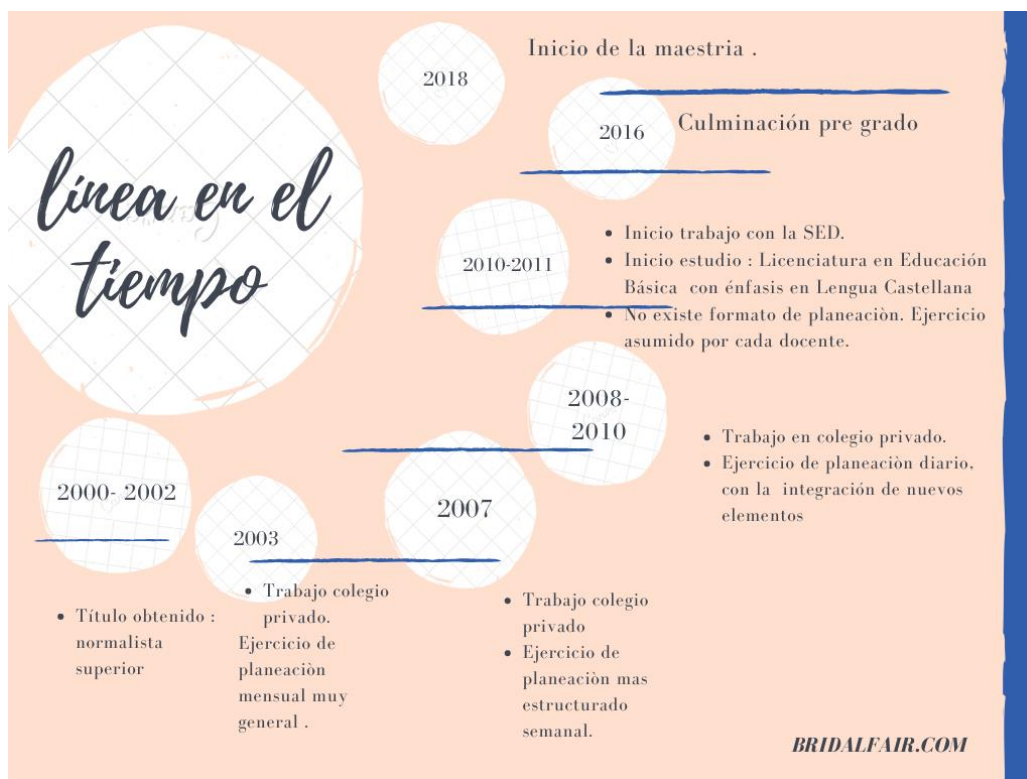 línea en el
tiempo
2018
Inicio de la maestria .
2016
Culminación pre grado
2010-2011
• Inicio trabajo con la SED.
• Inicio estudio : Licenciatura en Educación
Básica con énfasis en Lengua Castellana
• No existe formato de planeaciòn. Ejercicio
asumido por cada docente.
2008-
2010
• Trabajo en colegio privado.
• Ejercicio de planeaciòn diario,
con la integración de nuevos
elementos
2007
• Trabajo colegio
privado
• Ejercicio de
planeaciòn mas
estructurado
semanal.
2003
• Trabajo colegio
privado.
Ejercicio de
planeaciòn
mensual muy
general .
2000- 2002
• Título obtenido :
normalista
superior
BRIDALFAIR.COM